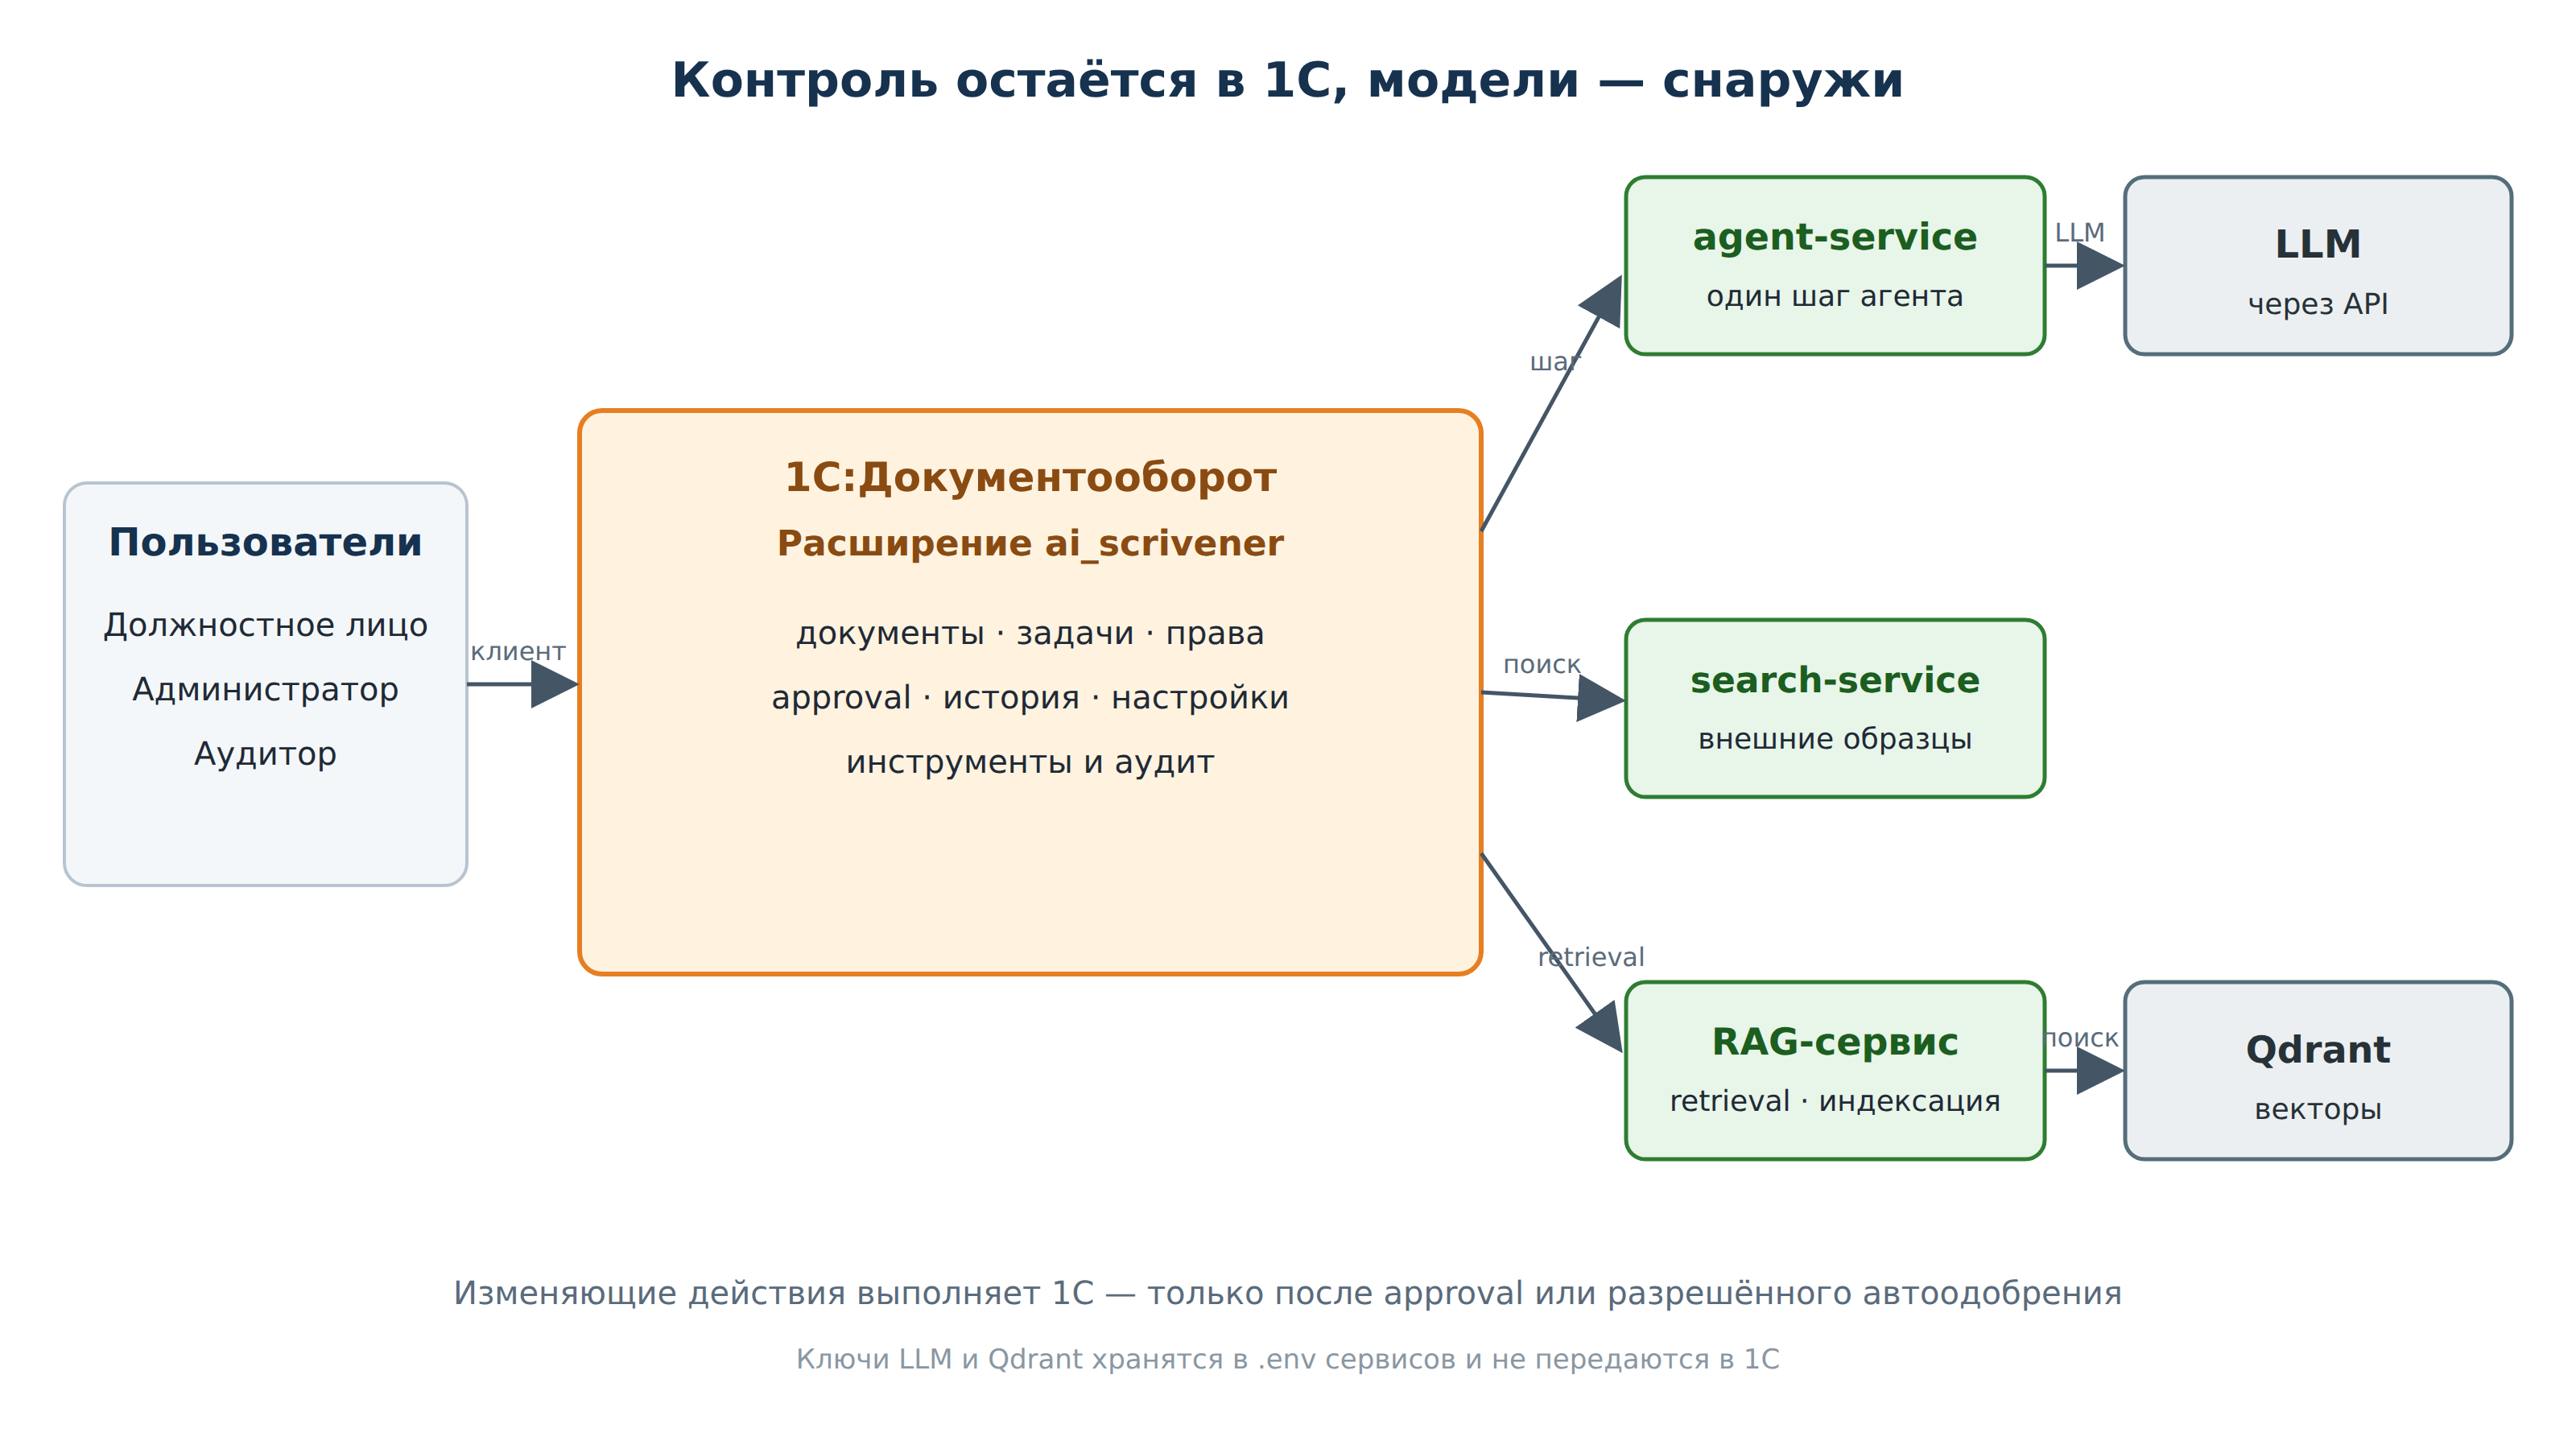 Контроль остаётся в 1С, модели — снаружи
Пользователи
Должностное лицо
Администратор
Аудитор
клиент
1С:Документооборот
Расширение ai_scrivener
документы · задачи · права
approval · история · настройки
инструменты и аудит
шаг
agent-service
один шаг агента
LLM
LLM
через API
поиск
search-service
внешние образцы
retrieval
RAG-сервис
retrieval · индексация
поиск
Qdrant
векторы
Изменяющие действия выполняет 1С — только после approval или разрешённого автоодобрения
Ключи LLM и Qdrant хранятся в .env сервисов и не передаются в 1С